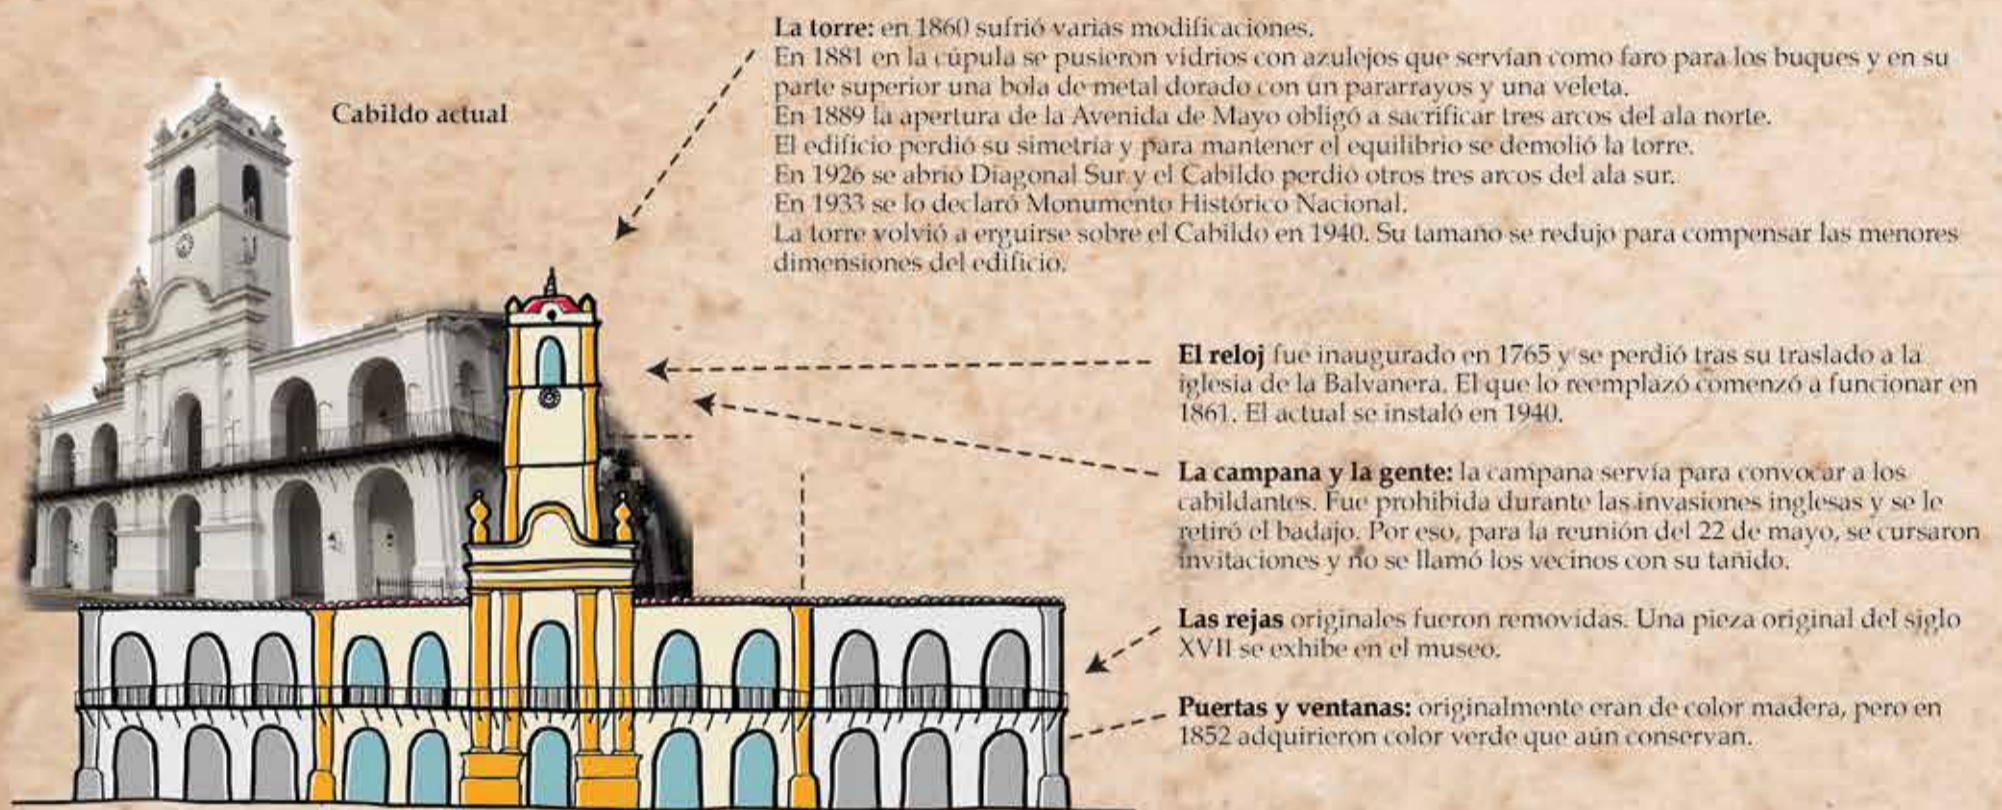 Cabildo actual
La torre: en 1860 sufrió varias modificaciones.
En 1881 en la cúpula se pusieron vidrios con azulejos que servían como faro para los buques y en su
parte superior una bola de metal dorado con un pararrayos y una veleta.
En 1889 la apertura de la Avenida de Mayo obligó a sacrificar tres arcos del ala norte.
El edificio perdió su simetría y para mantener el equilibrio se demolió la torre.
En 1926 se abrió Diagonal Sur y el Cabildo perdió otros tres arcos del ala sur.
En 1933 se lo declaró Monumento Histórico Nacional.
La torre volvió a erguirse sobre el Cabildo en 1940. Su tamano se redujo para compensar las menores
dimensiones del edificio.
El reloj fue inaugurado en 1765 y se perdió tras su traslado a la
iglesia de la Balvanera. El que lo reemplazó comenzó a funcionar en
1861. El actual se instaló en 1940.
La campana y la gente: la campana servía para convocar a los
cabildantes. Fue prohibida durante las invasiones inglesas y se le
retiró el badajo. Por eso, para la reunión del 22 de mayo, se cursaron
invitaciones y no se llamó los vecinos con su tañido.
Las rejas originales fueron removidas. Una pieza original del siglo
XVII se exhibe en el museo.
Puertas y ventanas: originalmente eran de color madera, pero en
1852 adquirieron color verde que aún conservan.